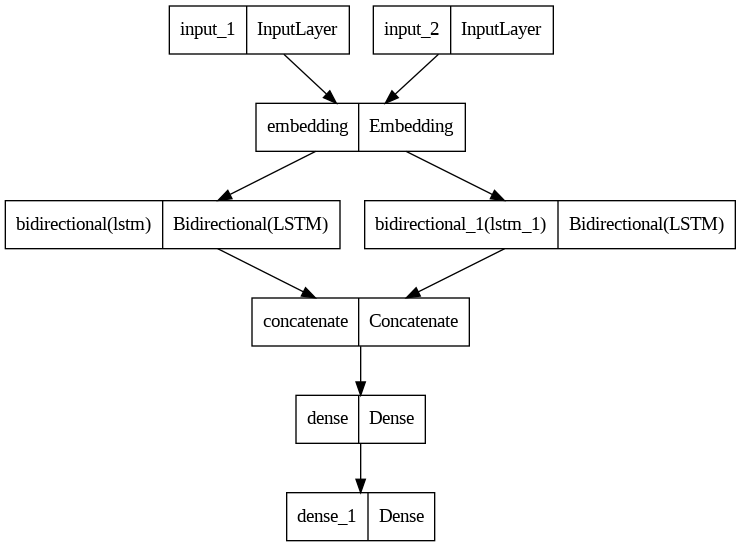 input_1 InputLayer input_2 InputLayer
embedding Embedding
bidirectional(lstm) Bidirectional(LSTM) bidirectional_1(lstm_1) Bidirectional(LSTM)
concatenate Concatenate
dense Dense
dense_1 Dense